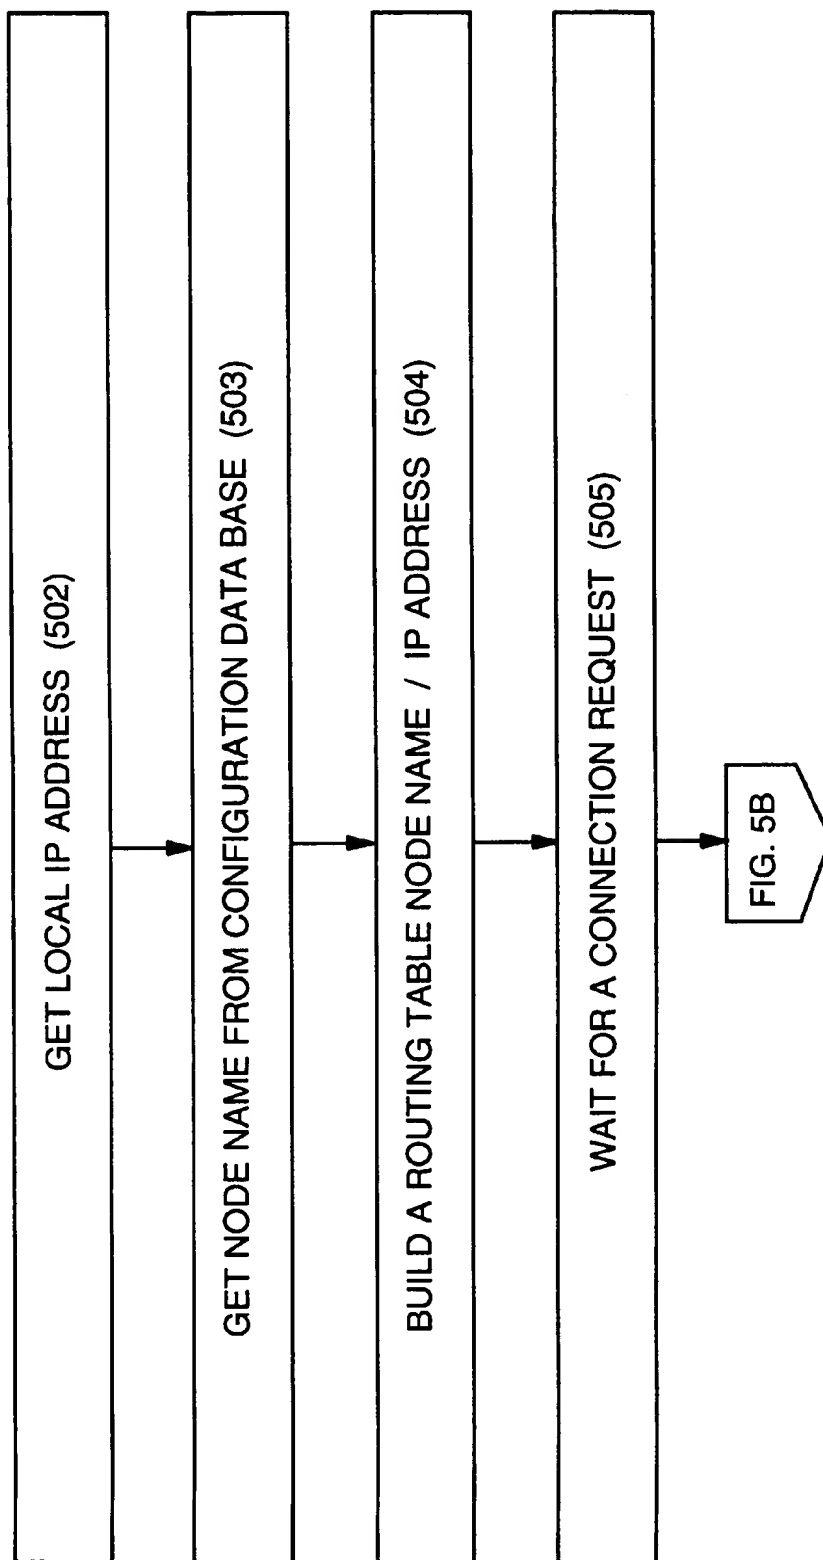 GET LOCAL IP ADDRESS (502)
GET NODE NAME FROM CONFIGURATION DATA BASE (503)
BUILD A ROUTING TABLE NODE NAME / IP ADDRESS (504)
WAIT FOR A CONNECTION REQUEST (505)
FIG. 5B